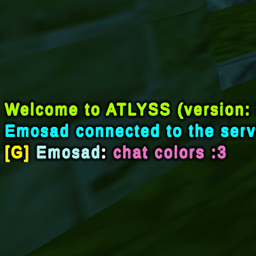 Welcome to ATLYSS (version:
Emosad connected to the serv
[G] Emosad: chat colors :3